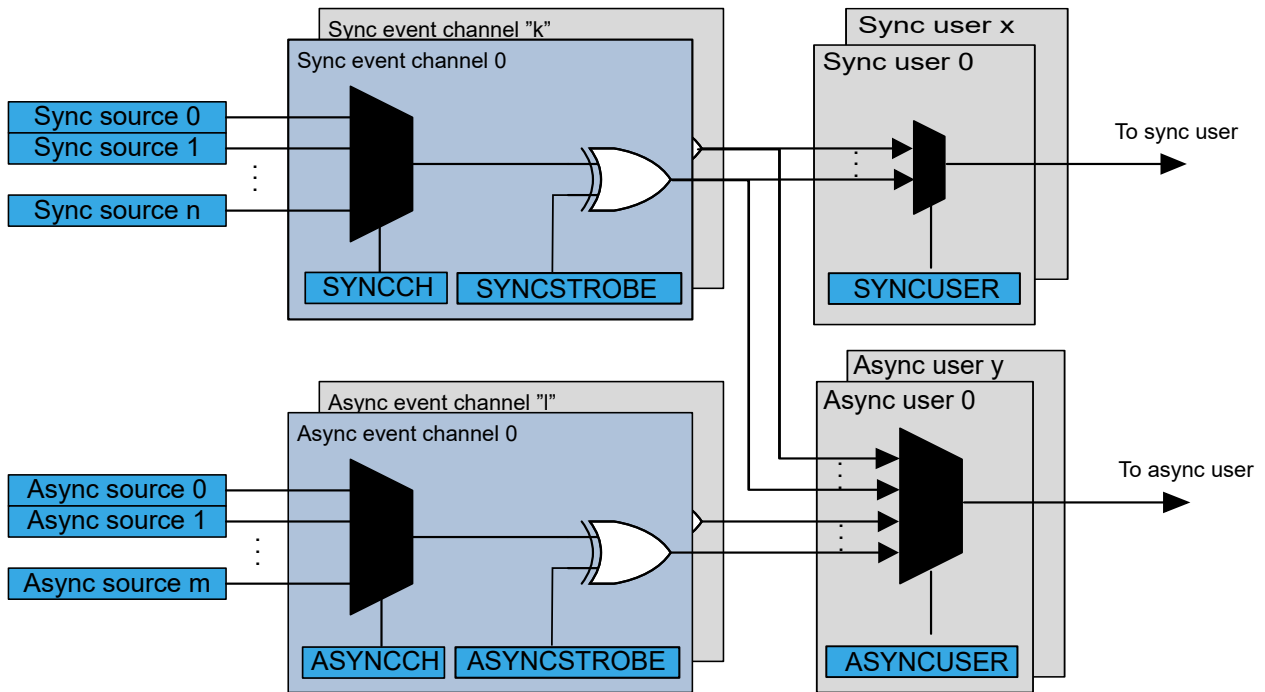 Sync event channel ”k”
Sync event channel 0
Sync source 0
Sync source 1
Sync source n
SYNCCH
SYNCSTROBE
Sync user x
Sync user 0
SYNCUSER
To sync user
Async event channel ”l”
Async event channel 0
Async source 0
Async source 1
Async source m
ASYNCCH
ASYNCSTROBE
Async user y
Async user 0
ASYNCUSER
To async user